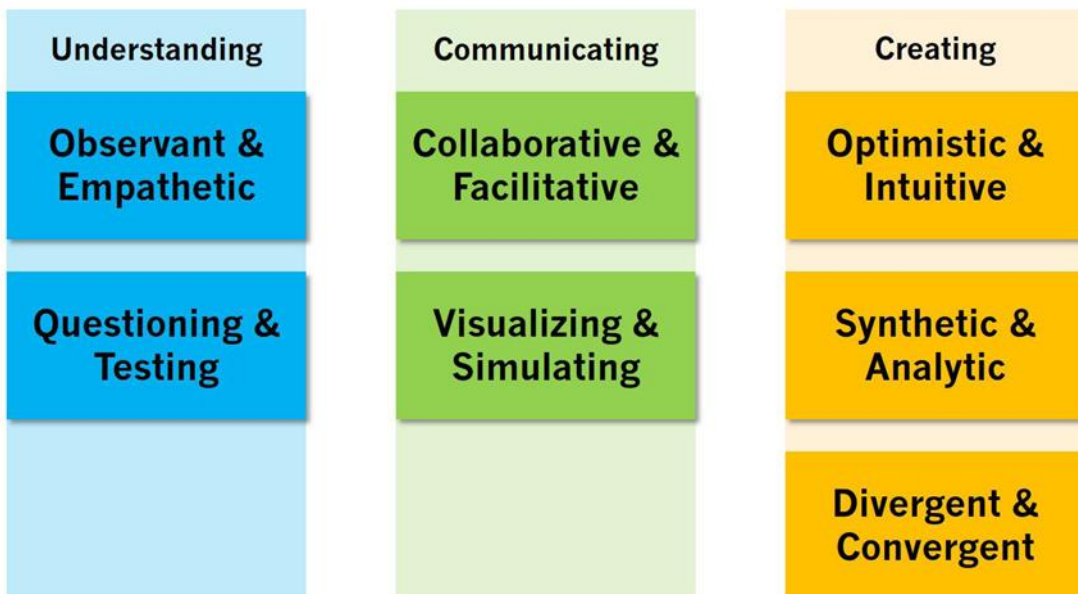 Understanding
Observant &
Empathetic
Questioning &
Testing
Communicating
Collaborative &
Facilitative
Visualizing &
Simulating
Creating
Optimistic &
Intuitive
Synthetic &
Analytic
Divergent &
Convergent